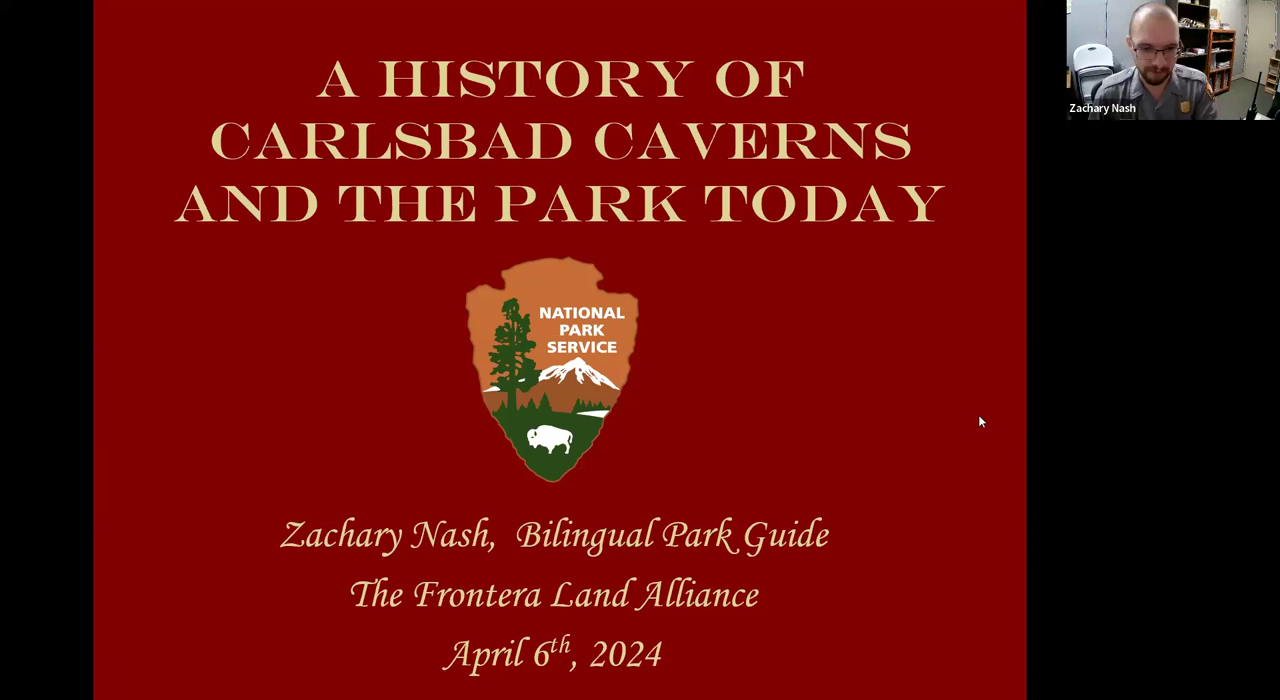 A HISTORY OF
CARLSBAD CAVERNS
AND THE PARK TODAY
NATIONAL
PARK
SERVICE
Zachary Nash, Bilingual Park Guide
The Frontera Land Alliance
April 6th, 2024
Zachary Nash